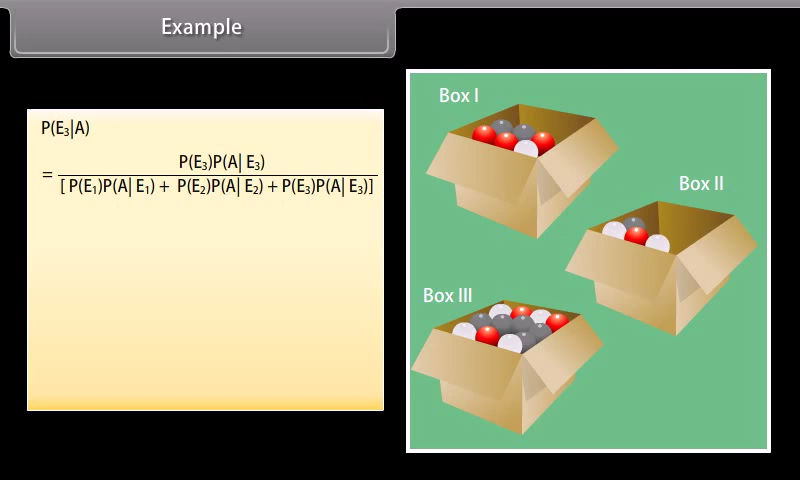 Example
P(E₃|A)
= P(E₃)P(A| E₃)
[ P(E₁)P(A| E₁) + P(E₂)P(A| E₂) + P(E₃)P(A| E₃)]
Box I
Box II
Box III